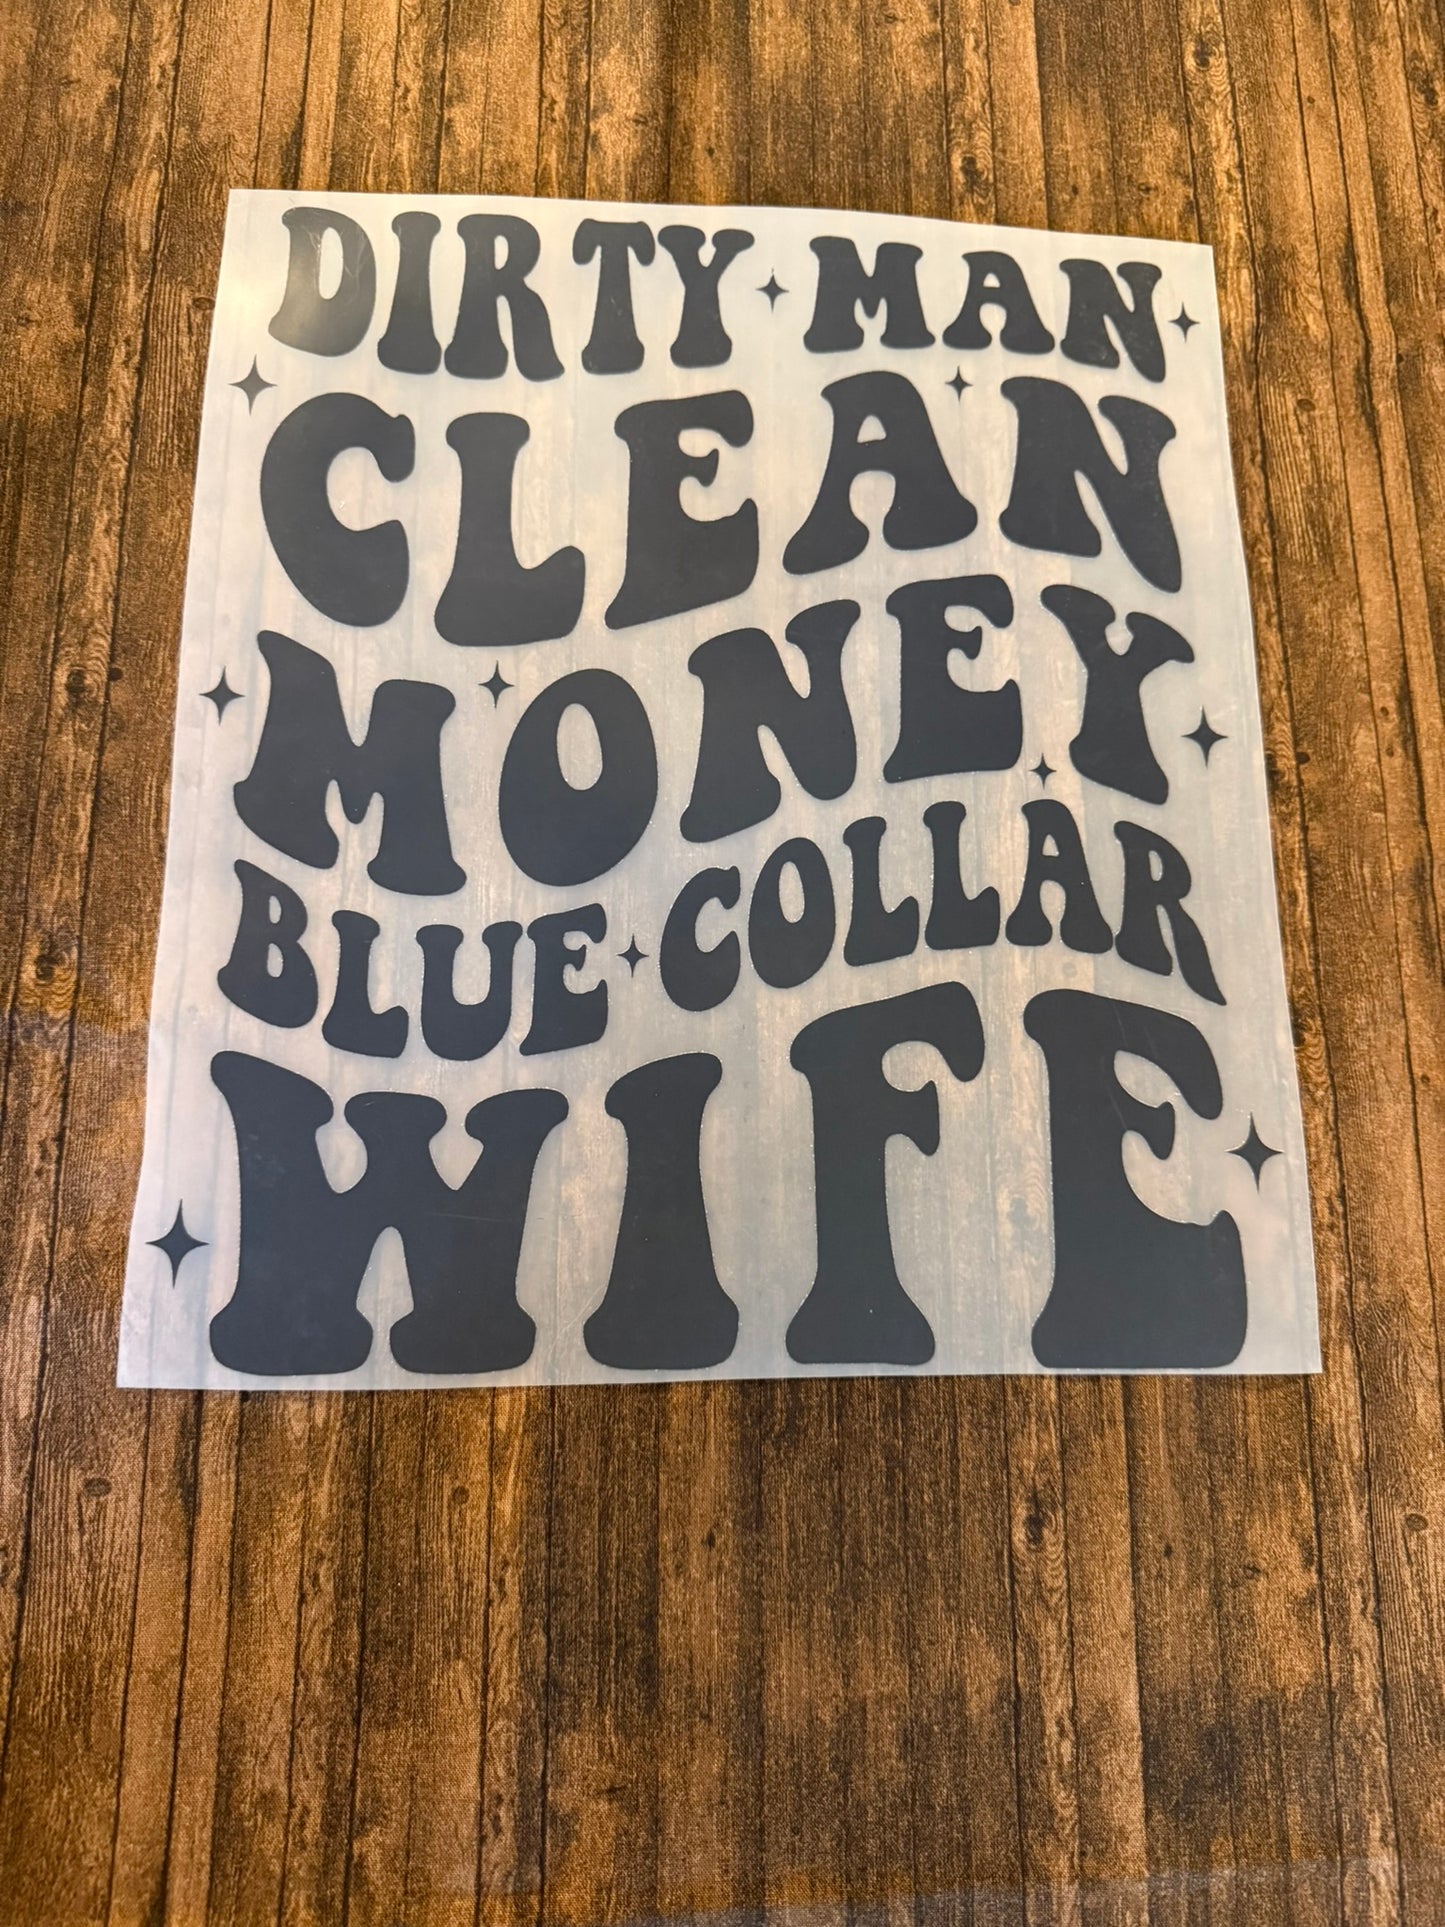 DIRTY MAN
CLEAN
MONEY
BLUE COLLAR
WIFE